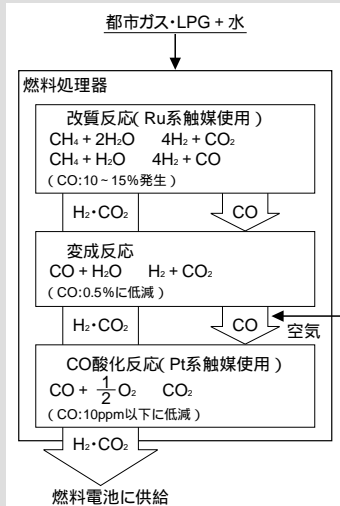 都市ガス・LPG + 水
燃料処理器
改質反応( Ru系触媒使用 )
CH₄ + 2H₂O 4H₂ + CO₂
CH₄ + H₂O 4H₂ + CO
( CO:10 ~ 15%発生 )
H₂・CO₂ CO
変成反応
CO + H₂O H₂ + CO₂
( CO:0.5%に低減 )
H₂・CO₂ CO 空気
CO酸化反応( Pt系触媒使用 )
CO + 1/2 O₂ CO₂
( CO:10ppm以下に低減 )
H₂・CO₂
燃料電池に供給